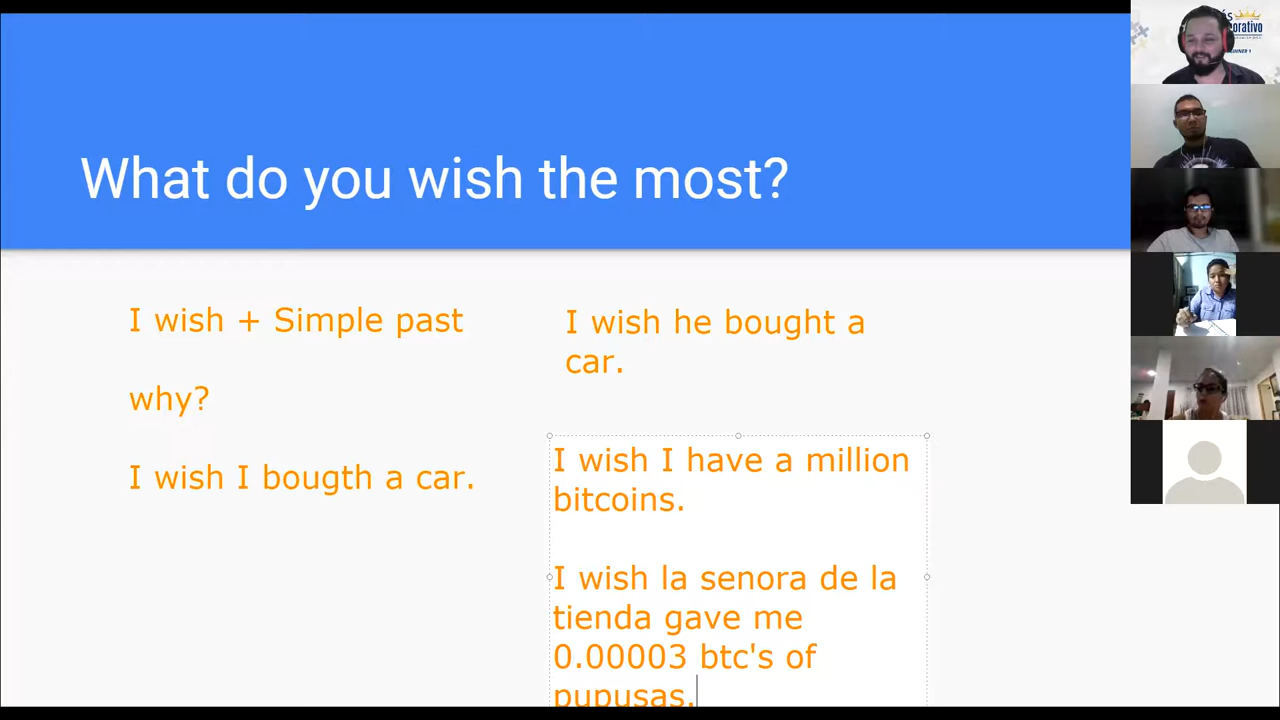 What do you wish the most?
I wish + Simple past
why?
I wish I bougth a car.
I wish he bought a
car.
I wish I have a million
bitcoins.
I wish la senora de la
tienda gave me
0.00003 btc's of
pupusas.